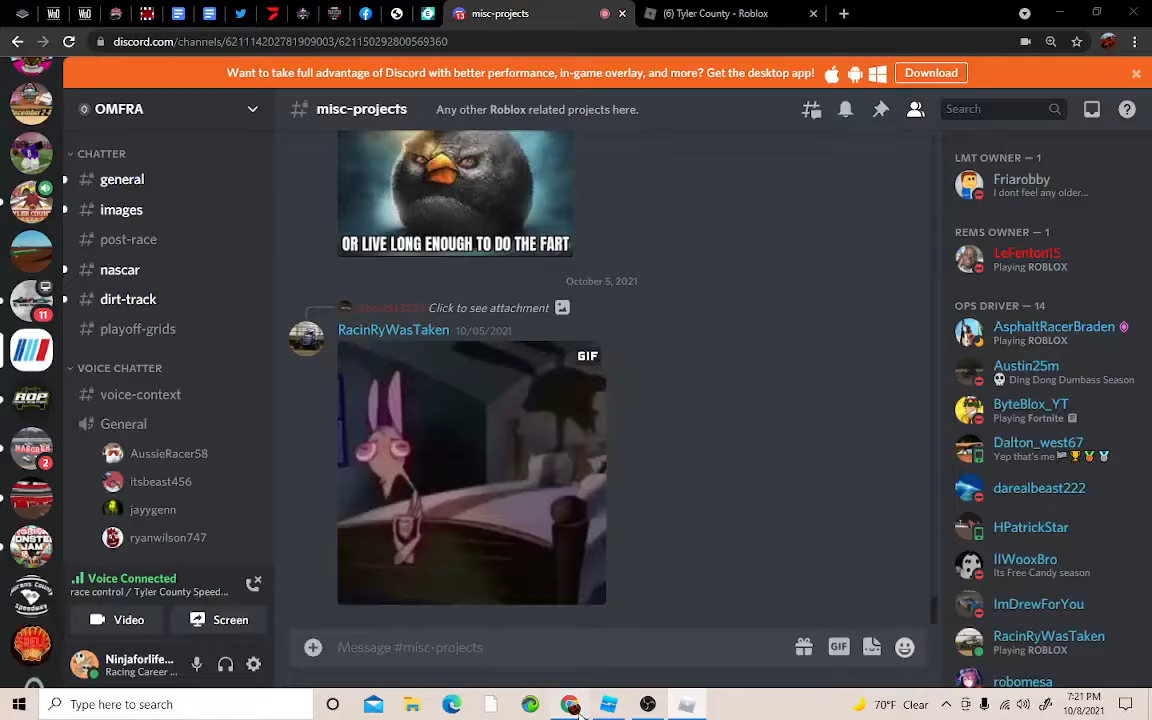 misc-projects
(6) Tyler County - Roblox
discord.com/channels/621114202781909003/621150292800569360
Want to take full advantage of Discord with better performance, in-game overlay, and more? Get the desktop app!
Download
OMFRA
misc-projects
Any other Roblox related projects here.
Search
CHATTER
general
images
post-race
nascar
dirt-track
playoff-grids
VOICE CHATTER
voice-context
General
AussieRacer58
itsbeast456
jayygenn
ryanwilson747
Voice Connected
race control / Tyler County Speed...
Video
Screen
Ninjaforlife...
Racing Career ...
OR LIVE LONG ENOUGH TO DO THE FART
October 5, 2021
Click to see attachment
RacinRyWasTaken 10/05/2021
GIF
Message #misc-projects
GIF
LMT OWNER — 1
Friarobby
I dont feel any older...
REMS OWNER — 1
LeFenton15
Playing ROBLOX
OPS DRIVER — 14
AsphaltRacerBraden
Playing ROBLOX
Austin25m
Ding Dong Dumbass Season
ByteBlox_YT
Playing Fortnite
Dalton_west67
Yep that's me
darealbeast222
HPatrickStar
IIWooxBro
Its Free Candy season
ImDrewForYou
RacinRyWasTaken
Playing ROBLOX
robomesa
11
2
ROP
Type here to search
70°F Clear
7:21 PM
10/8/2021